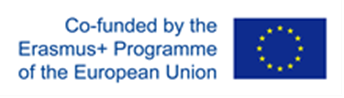 Co-funded by the
Erasmus+ Programme
of the European Union